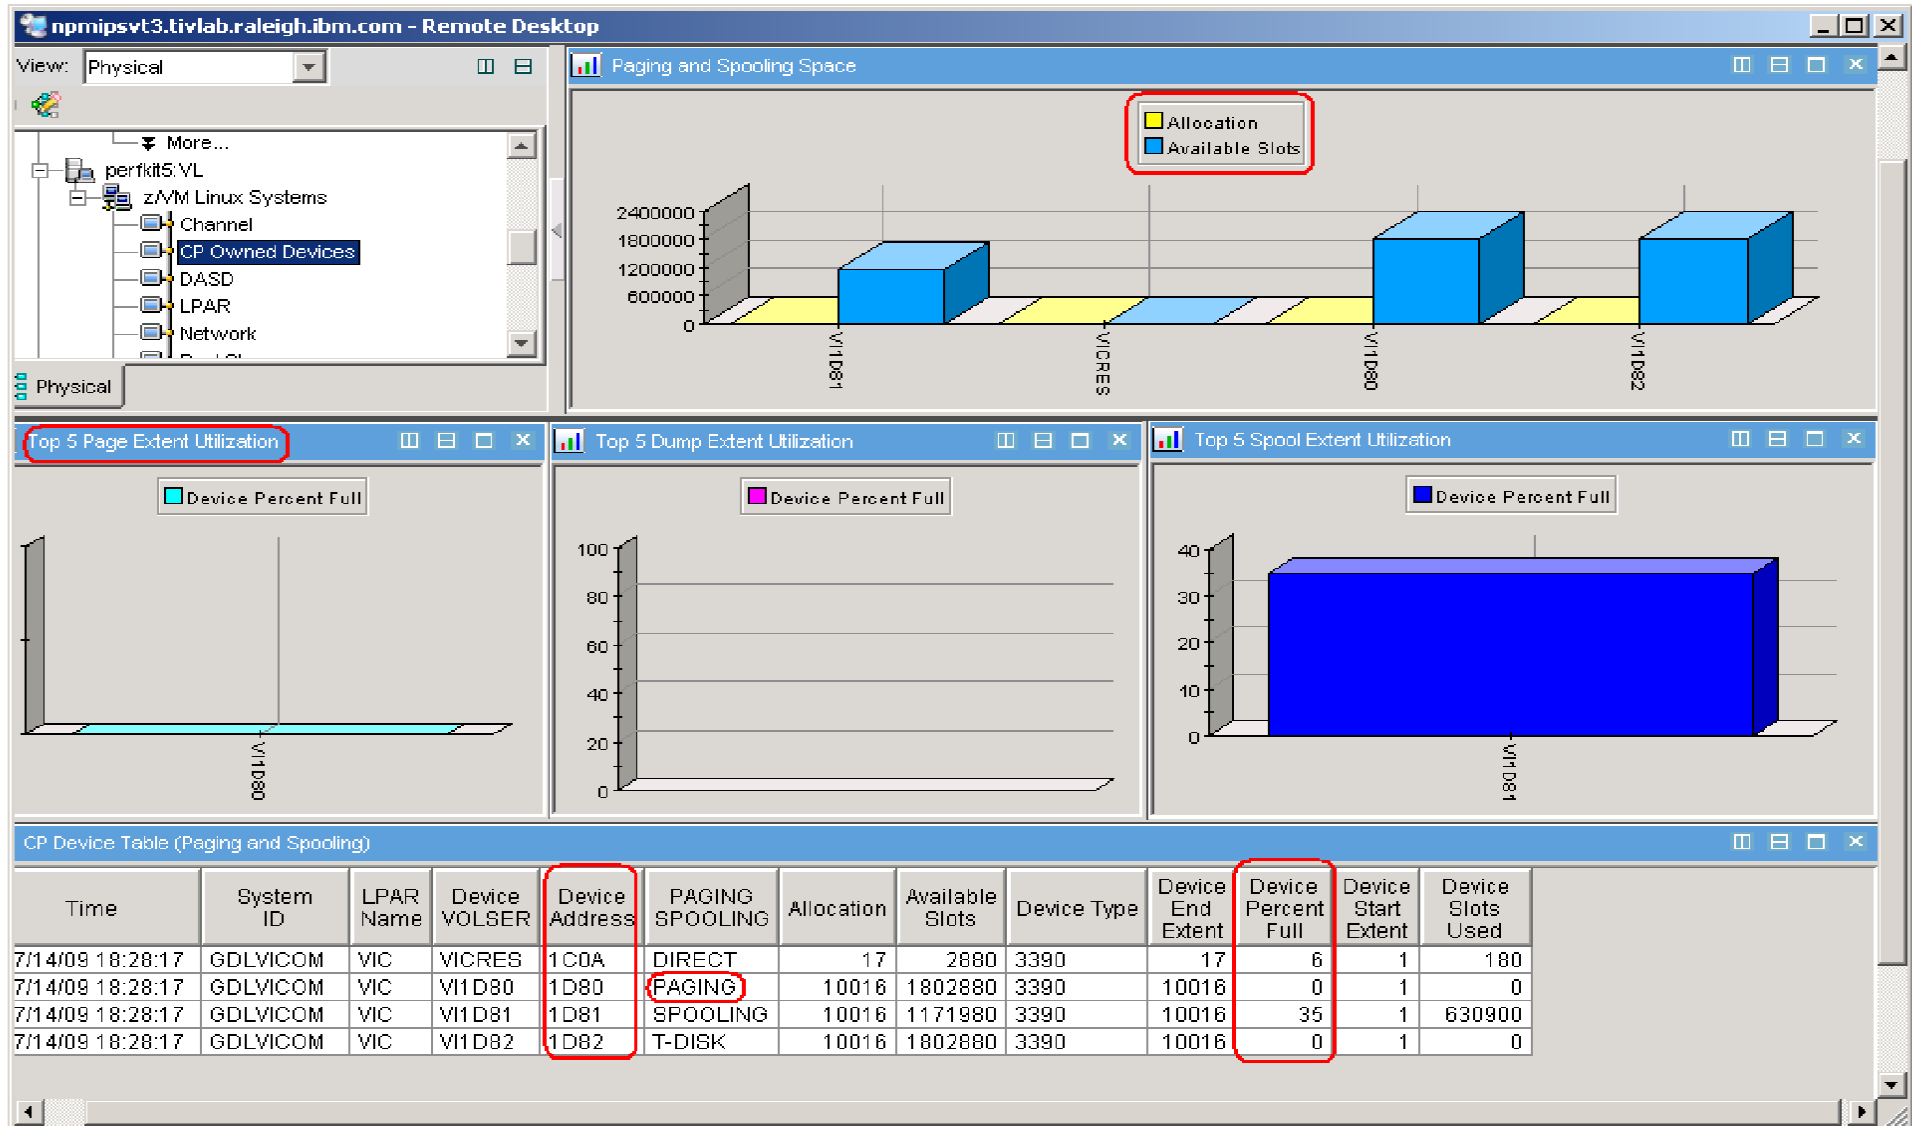 npmipsvt3.tivlab.raleigh.ibm.com - Remote Desktop
View: Physical
More...
perfkit5:VL
z/VM Linux Systems
Channel
CP Owned Devices
DASD
LPAR
Network
Physical
Paging and Spooling Space
Allocation
Available Slots
2400000
1800000
1200000
600000
0
VI1D81
VICRES
VI1D80
VI1D82
Top 5 Page Extent Utilization
Device Percent Full
VI1D80
Top 5 Dump Extent Utilization
Device Percent Full
100
80
60
40
20
0
Top 5 Spool Extent Utilization
Device Percent Full
40
30
20
10
0
VI1D81
CP Device Table (Paging and Spooling)
Time System ID LPAR Name Device VOLSER Device Address PAGING SPOOLING Allocation Available Slots Device Type Device End Extent Device Percent Full Device Start Extent Device Slots Used
7/14/09 18:28:17 GDLVICOM VIC VICRES 1C0A DIRECT 17 2880 3390 17 6 1 180
7/14/09 18:28:17 GDLVICOM VIC VI1D80 1D80 PAGING 10016 1802880 3390 10016 0 1 0
7/14/09 18:28:17 GDLVICOM VIC VI1D81 1D81 SPOOLING 10016 1171980 3390 10016 35 1 630900
7/14/09 18:28:17 GDLVICOM VIC VI1D82 1D82 T-DISK 10016 1802880 3390 10016 0 1 0